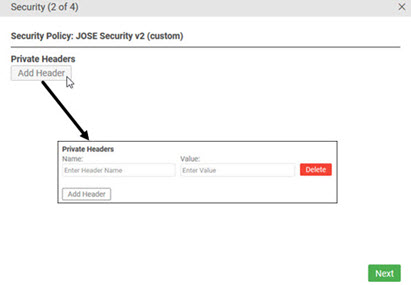 Security (2 of 4)
Security Policy: JOSE Security v2 (custom)
Private Headers
Add Header
Private Headers
Name: Value:
Enter Header Name Enter Value Delete
Add Header
Next